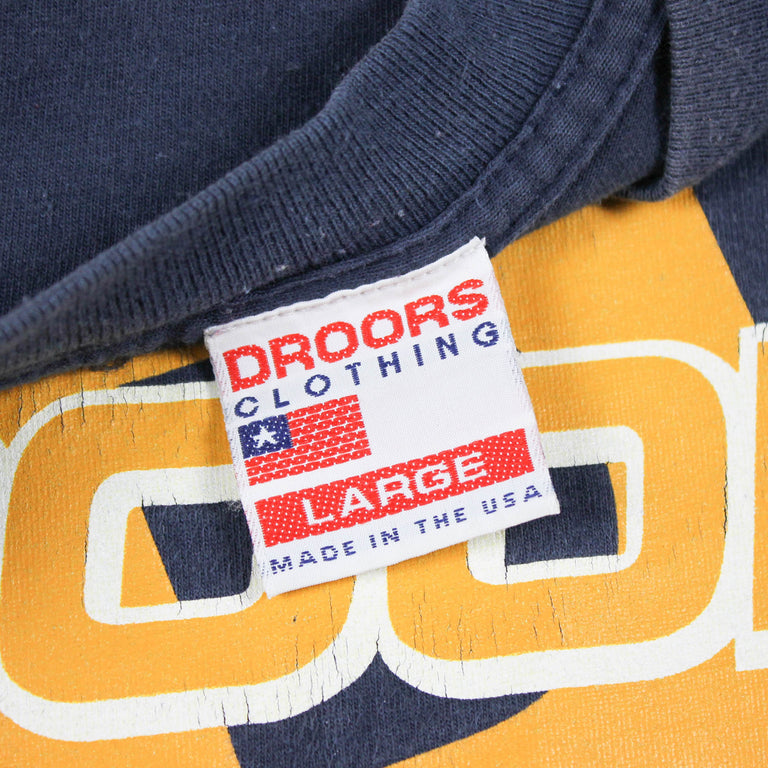 DROORS
CLOTHING
LARGE
MADE IN THE USA